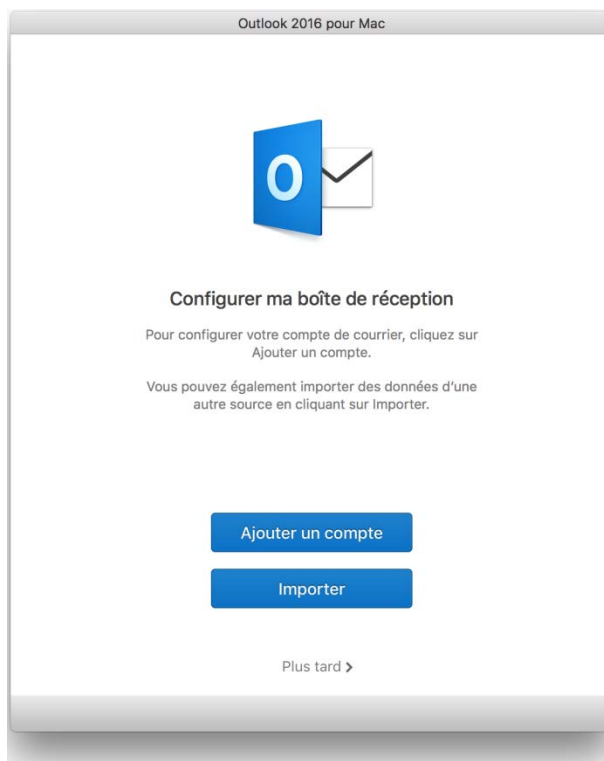 Outlook 2016 pour Mac
O
Configurer ma boîte de réception
Pour configurer votre compte de courrier, cliquez sur
Ajouter un compte.
Vous pouvez également importer des données d'une
autre source en cliquant sur Importer.
Ajouter un compte
Importer
Plus tard >